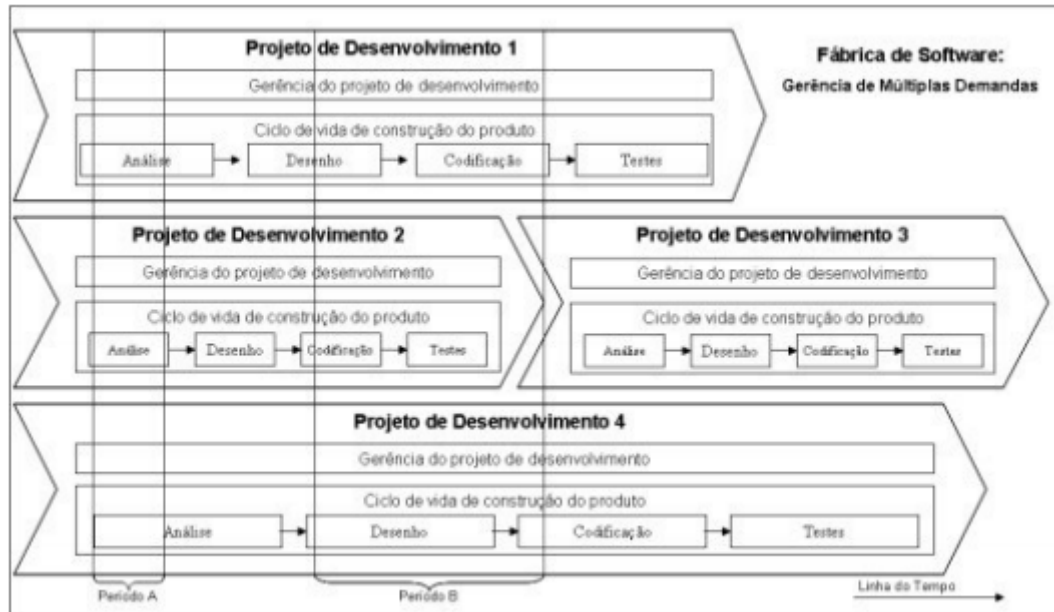 Projeto de Desenvolvimento 1
Fábrica de Software:
Gerência de Múltiplas Demandas
Gerência do projeto de desenvolvimento
Ciclo de vida de construção do produto
Análise
Desenho
Codificação
Testes
Projeto de Desenvolvimento 2
Gerência do projeto de desenvolvimento
Ciclo de vida de construção do produto
Análise
Desenho
Codificação
Testes
Projeto de Desenvolvimento 3
Gerência do projeto de desenvolvimento
Ciclo de vida de construção do produto
Análise
Desenho
Codificação
Testes
Projeto de Desenvolvimento 4
Gerência do projeto de desenvolvimento
Ciclo de vida de construção do produto
Análise
Desenho
Codificação
Testes
Período A
Período B
Linha do Tempo